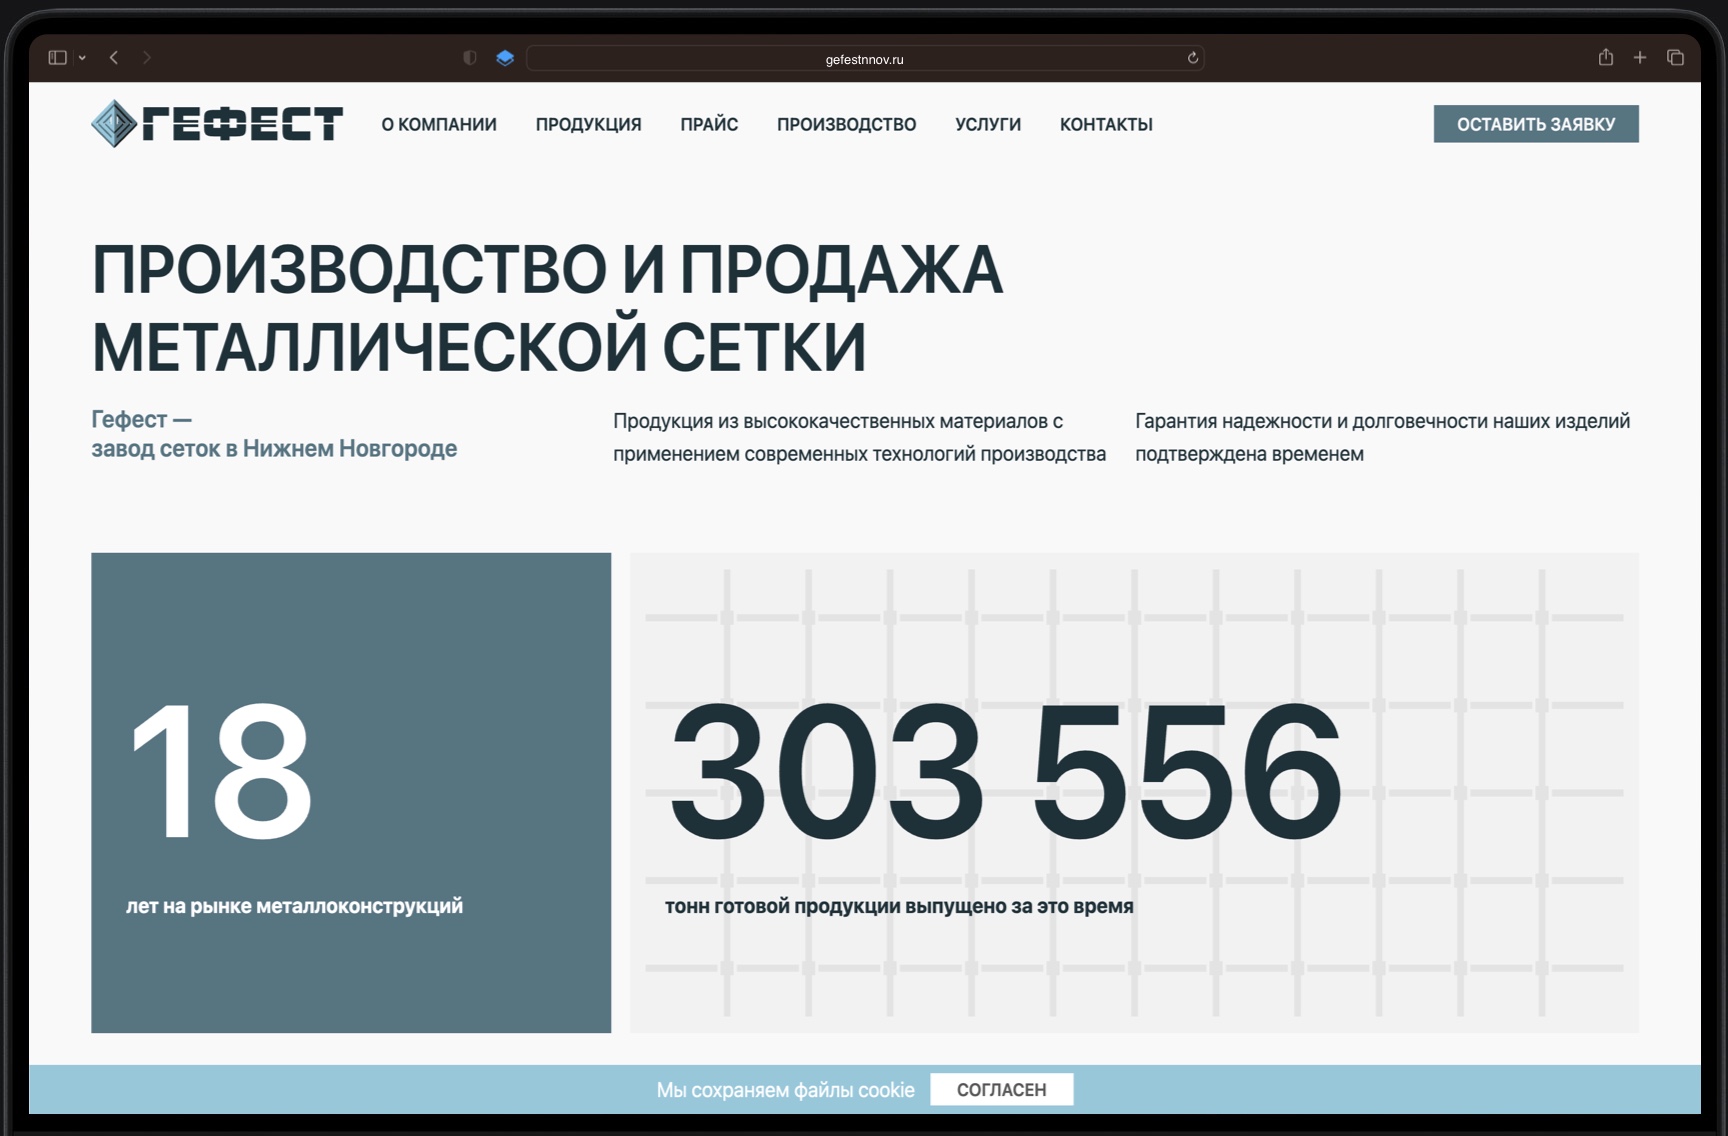 gefestnnov.ru
ГЕФЕСТ
О КОМПАНИИ
ПРОДУКЦИЯ
ПРАЙС
ПРОИЗВОДСТВО
УСЛУГИ
КОНТАКТЫ
ОСТАВИТЬ ЗАЯВКУ
ПРОИЗВОДСТВО И ПРОДАЖА
МЕТАЛЛИЧЕСКОЙ СЕТКИ
Гефест —
завод сеток в Нижнем Новгороде
Продукция из высококачественных материалов с
применением современных технологий производства
Гарантия надежности и долговечности наших изделий
подтверждена временем
18
лет на рынке металлоконструкций
303 556
тонн готовой продукции выпущено за это время
Мы сохраняем файлы cookie
СОГЛАСЕН